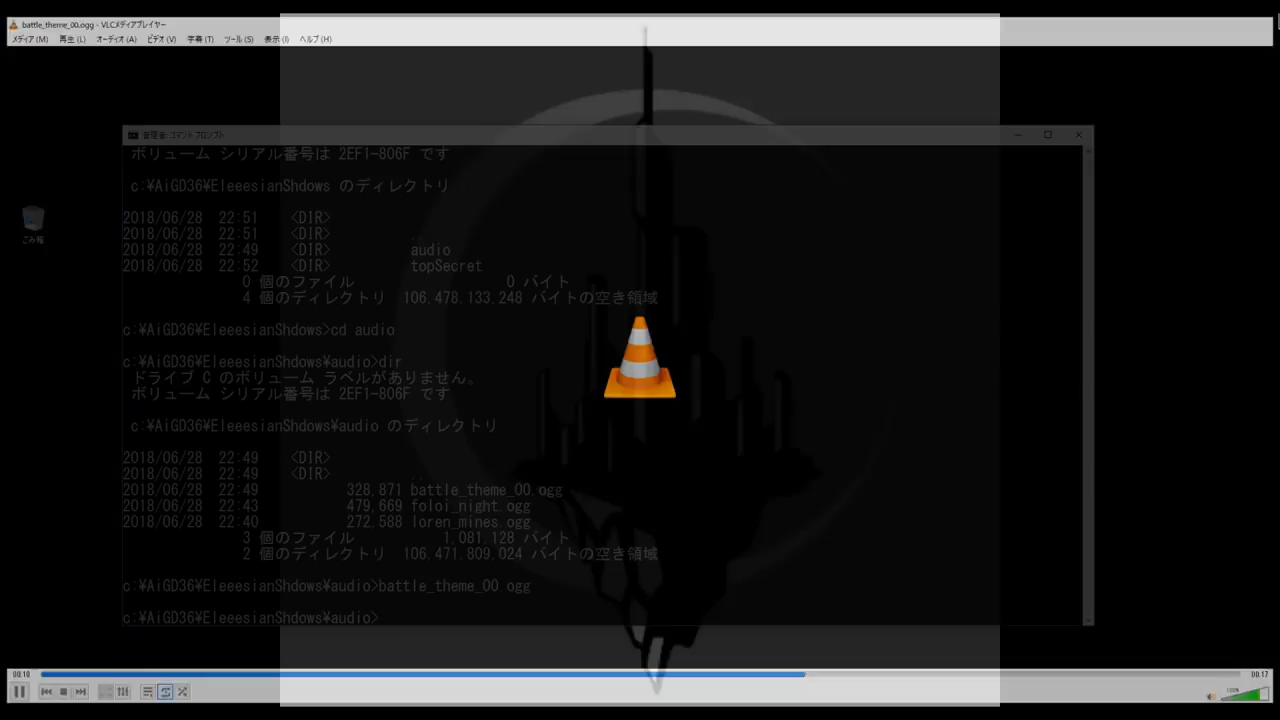 battle_theme_00.ogg - VLCメディアプレイヤー
メディア(M) 再生(L) オーディオ(A) ビデオ(V) 字幕(T) ツール(S) 表示(I) ヘルプ(H)
管理者: コマンド プロンプト
ボリューム シリアル番号は 2EF1-806F です
c:¥AiGD36¥EleeesianShdows のディレクトリ
2018/06/28 22:51 <DIR> .
2018/06/28 22:51 <DIR> ..
2018/06/28 22:49 <DIR> audio
2018/06/28 22:52 <DIR> topSecret
0 個のファイル 0 バイト
4 個のディレクトリ 106,478,133,248 バイトの空き領域
c:¥AiGD36¥EleeesianShdows>cd audio
c:¥AiGD36¥EleeesianShdows¥audio>dir
ドライブ C のボリューム ラベルがありません。
ボリューム シリアル番号は 2EF1-806F です
c:¥AiGD36¥EleeesianShdows¥audio のディレクトリ
2018/06/28 22:49 <DIR> .
2018/06/28 22:49 <DIR> ..
2018/06/28 22:49 328,871 battle_theme_00.ogg
2018/06/28 22:43 479,669 foloi_night.ogg
2018/06/28 22:40 272,588 loren_mines.ogg
3 個のファイル 1,081,128 バイト
2 個のディレクトリ 106,471,809,024 バイトの空き領域
c:¥AiGD36¥EleeesianShdows¥audio>battle_theme_00.ogg
c:¥AiGD36¥EleeesianShdows¥audio>
ごみ箱
00:10 00:17
100%